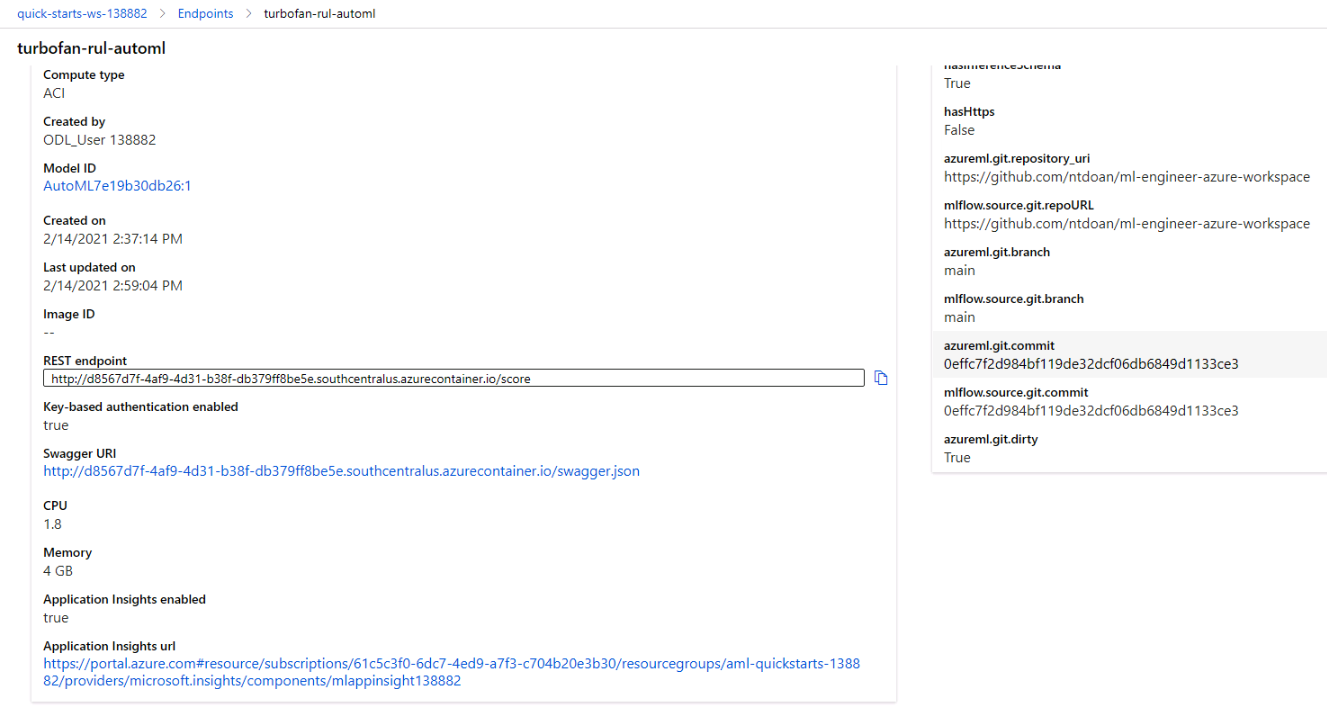 quick-starts-ws-138882 > Endpoints > turbofan-rul-automl
turbofan-rul-automl
Compute type
ACI
Created by
ODL_User 138882
Model ID
AutoML7e19b30db26:1
Created on
2/14/2021 2:37:14 PM
Last updated on
2/14/2021 2:59:04 PM
Image ID
--
REST endpoint
http://d8567d7f-4af9-4d31-b38f-db379ff8be5e.southcentralus.azurecontainer.io/score
Key-based authentication enabled
true
Swagger URI
http://d8567d7f-4af9-4d31-b38f-db379ff8be5e.southcentralus.azurecontainer.io/swagger.json
CPU
1.8
Memory
4 GB
Application Insights enabled
true
Application Insights url
https://portal.azure.com#resource/subscriptions/61c5c3f0-6dc7-4ed9-a7f3-c704b20e3b30/resourcegroups/aml-quickstarts-1388
82/providers/microsoft.insights/components/mlappinsight138882
hasInferenceSchema
True
hasHttps
False
azureml.git.repository_uri
https://github.com/ntdoan/ml-engineer-azure-workspace
mlflow.source.git.repoURL
https://github.com/ntdoan/ml-engineer-azure-workspace
azureml.git.branch
main
mlflow.source.git.branch
main
azureml.git.commit
0effc7f2d984bf119de32dcf06db6849d1133ce3
mlflow.source.git.commit
0effc7f2d984bf119de32dcf06db6849d1133ce3
azureml.git.dirty
True